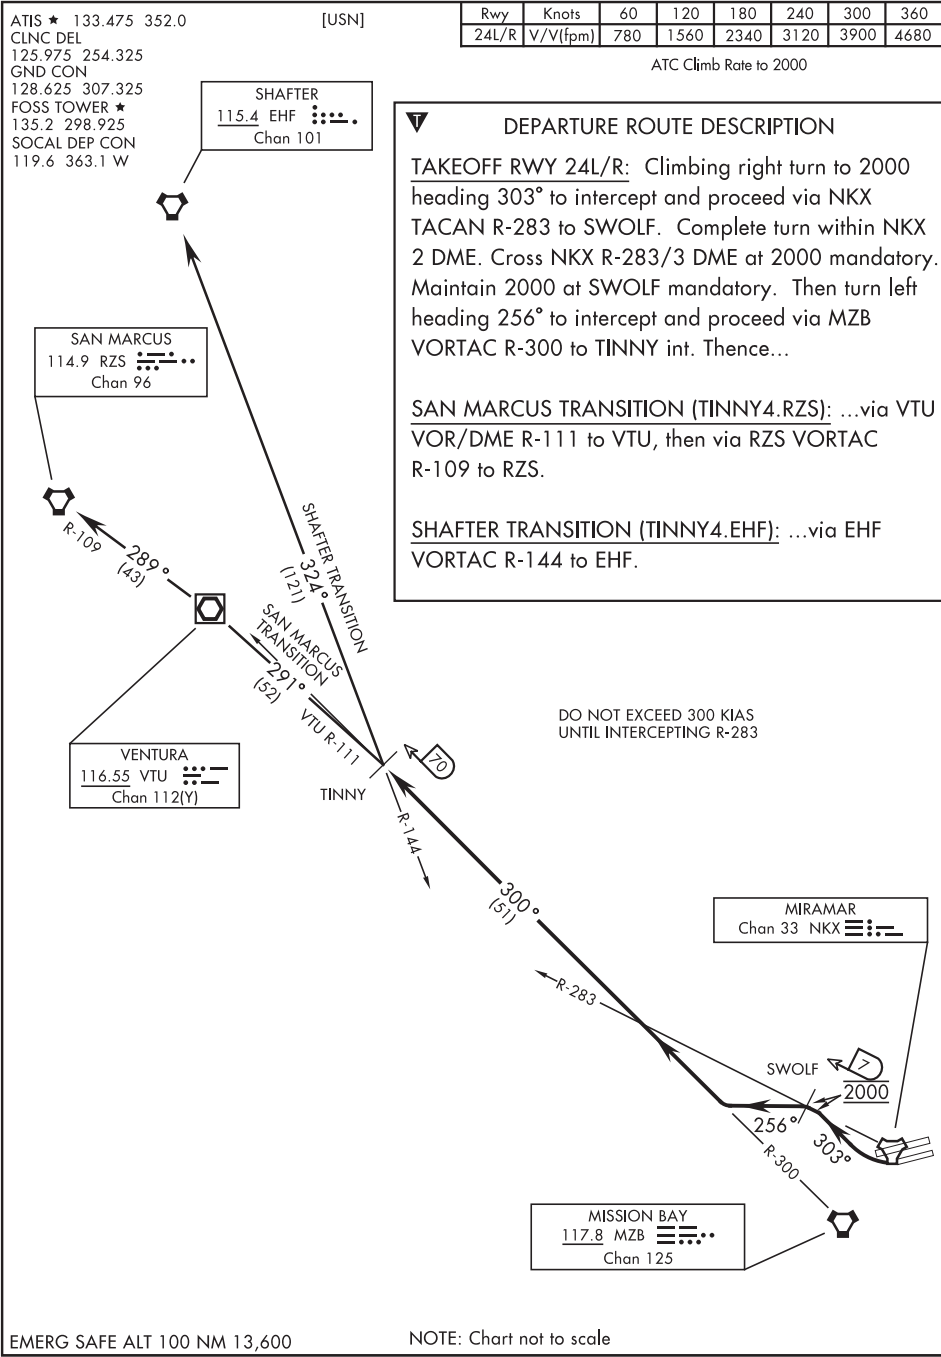 ATIS ★ 133.475 352.0
CLNC DEL
125.975 254.325
GND CON
128.625 307.325
FOSS TOWER ★
135.2 298.925
SOCAL DEP CON
119.6 363.1 W
[USN]
Rwy Knots 60 120 180 240 300 360
24L/R V/V(fpm) 780 1560 2340 3120 3900 4680
ATC Climb Rate to 2000
SHAFTER
115.4 EHF
Chan 101
T
DEPARTURE ROUTE DESCRIPTION
TAKEOFF RWY 24L/R: Climbing right turn to 2000
heading 303° to intercept and proceed via NKX
TACAN R-283 to SWOLF. Complete turn within NKX
2 DME. Cross NKX R-283/3 DME at 2000 mandatory.
Maintain 2000 at SWOLF mandatory. Then turn left
heading 256° to intercept and proceed via MZB
VORTAC R-300 to TINNY int. Thence...
SAN MARCUS TRANSITION (TINNY4.RZS): ...via VTU
VOR/DME R-111 to VTU, then via RZS VORTAC
R-109 to RZS.
SHAFTER TRANSITION (TINNY4.EHF): ...via EHF
VORTAC R-144 to EHF.
SAN MARCUS
114.9 RZS
Chan 96
R-109
289°
(43)
SHAFTER TRANSITION
324°
(121)
SAN MARCUS
TRANSITION
291°
(52)
VTU R-111
VENTURA
116.55 VTU
Chan 112(Y)
DO NOT EXCEED 300 KIAS
UNTIL INTERCEPTING R-283
70
TINNY
R-144
300°
(51)
MIRAMAR
Chan 33 NKX
R-283
SWOLF
7
2000
256°
303°
R-300
MISSION BAY
117.8 MZB
Chan 125
EMERG SAFE ALT 100 NM 13,600
NOTE: Chart not to scale